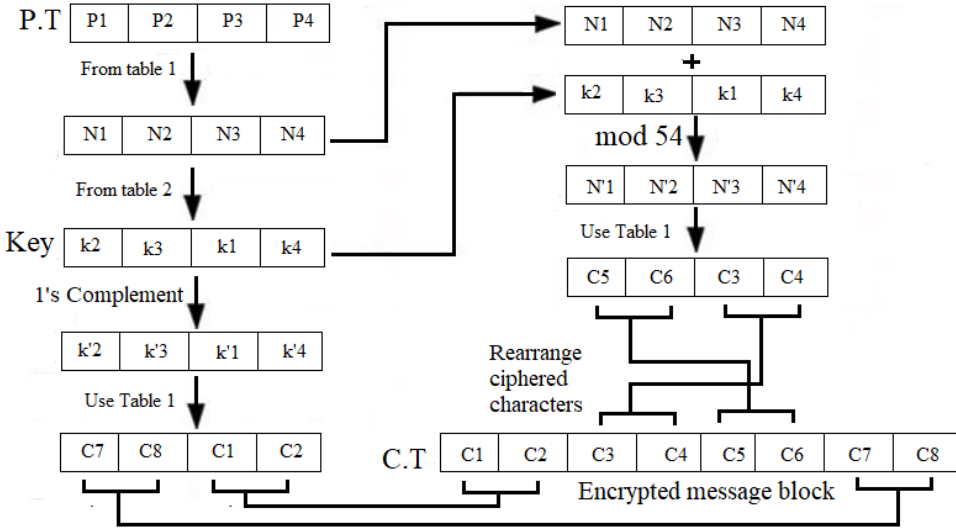 P.T P1 P2 P3 P4
From table 1
N1 N2 N3 N4
From table 2
Key k2 k3 k1 k4
1's Complement
k'2 k'3 k'1 k'4
Use Table 1
C7 C8 C1 C2
N1 N2 N3 N4
+
k2 k3 k1 k4
mod 54
N'1 N'2 N'3 N'4
Use Table 1
C5 C6 C3 C4
Rearrange
ciphered
characters
C.T C1 C2 C3 C4 C5 C6 C7 C8
Encrypted message block